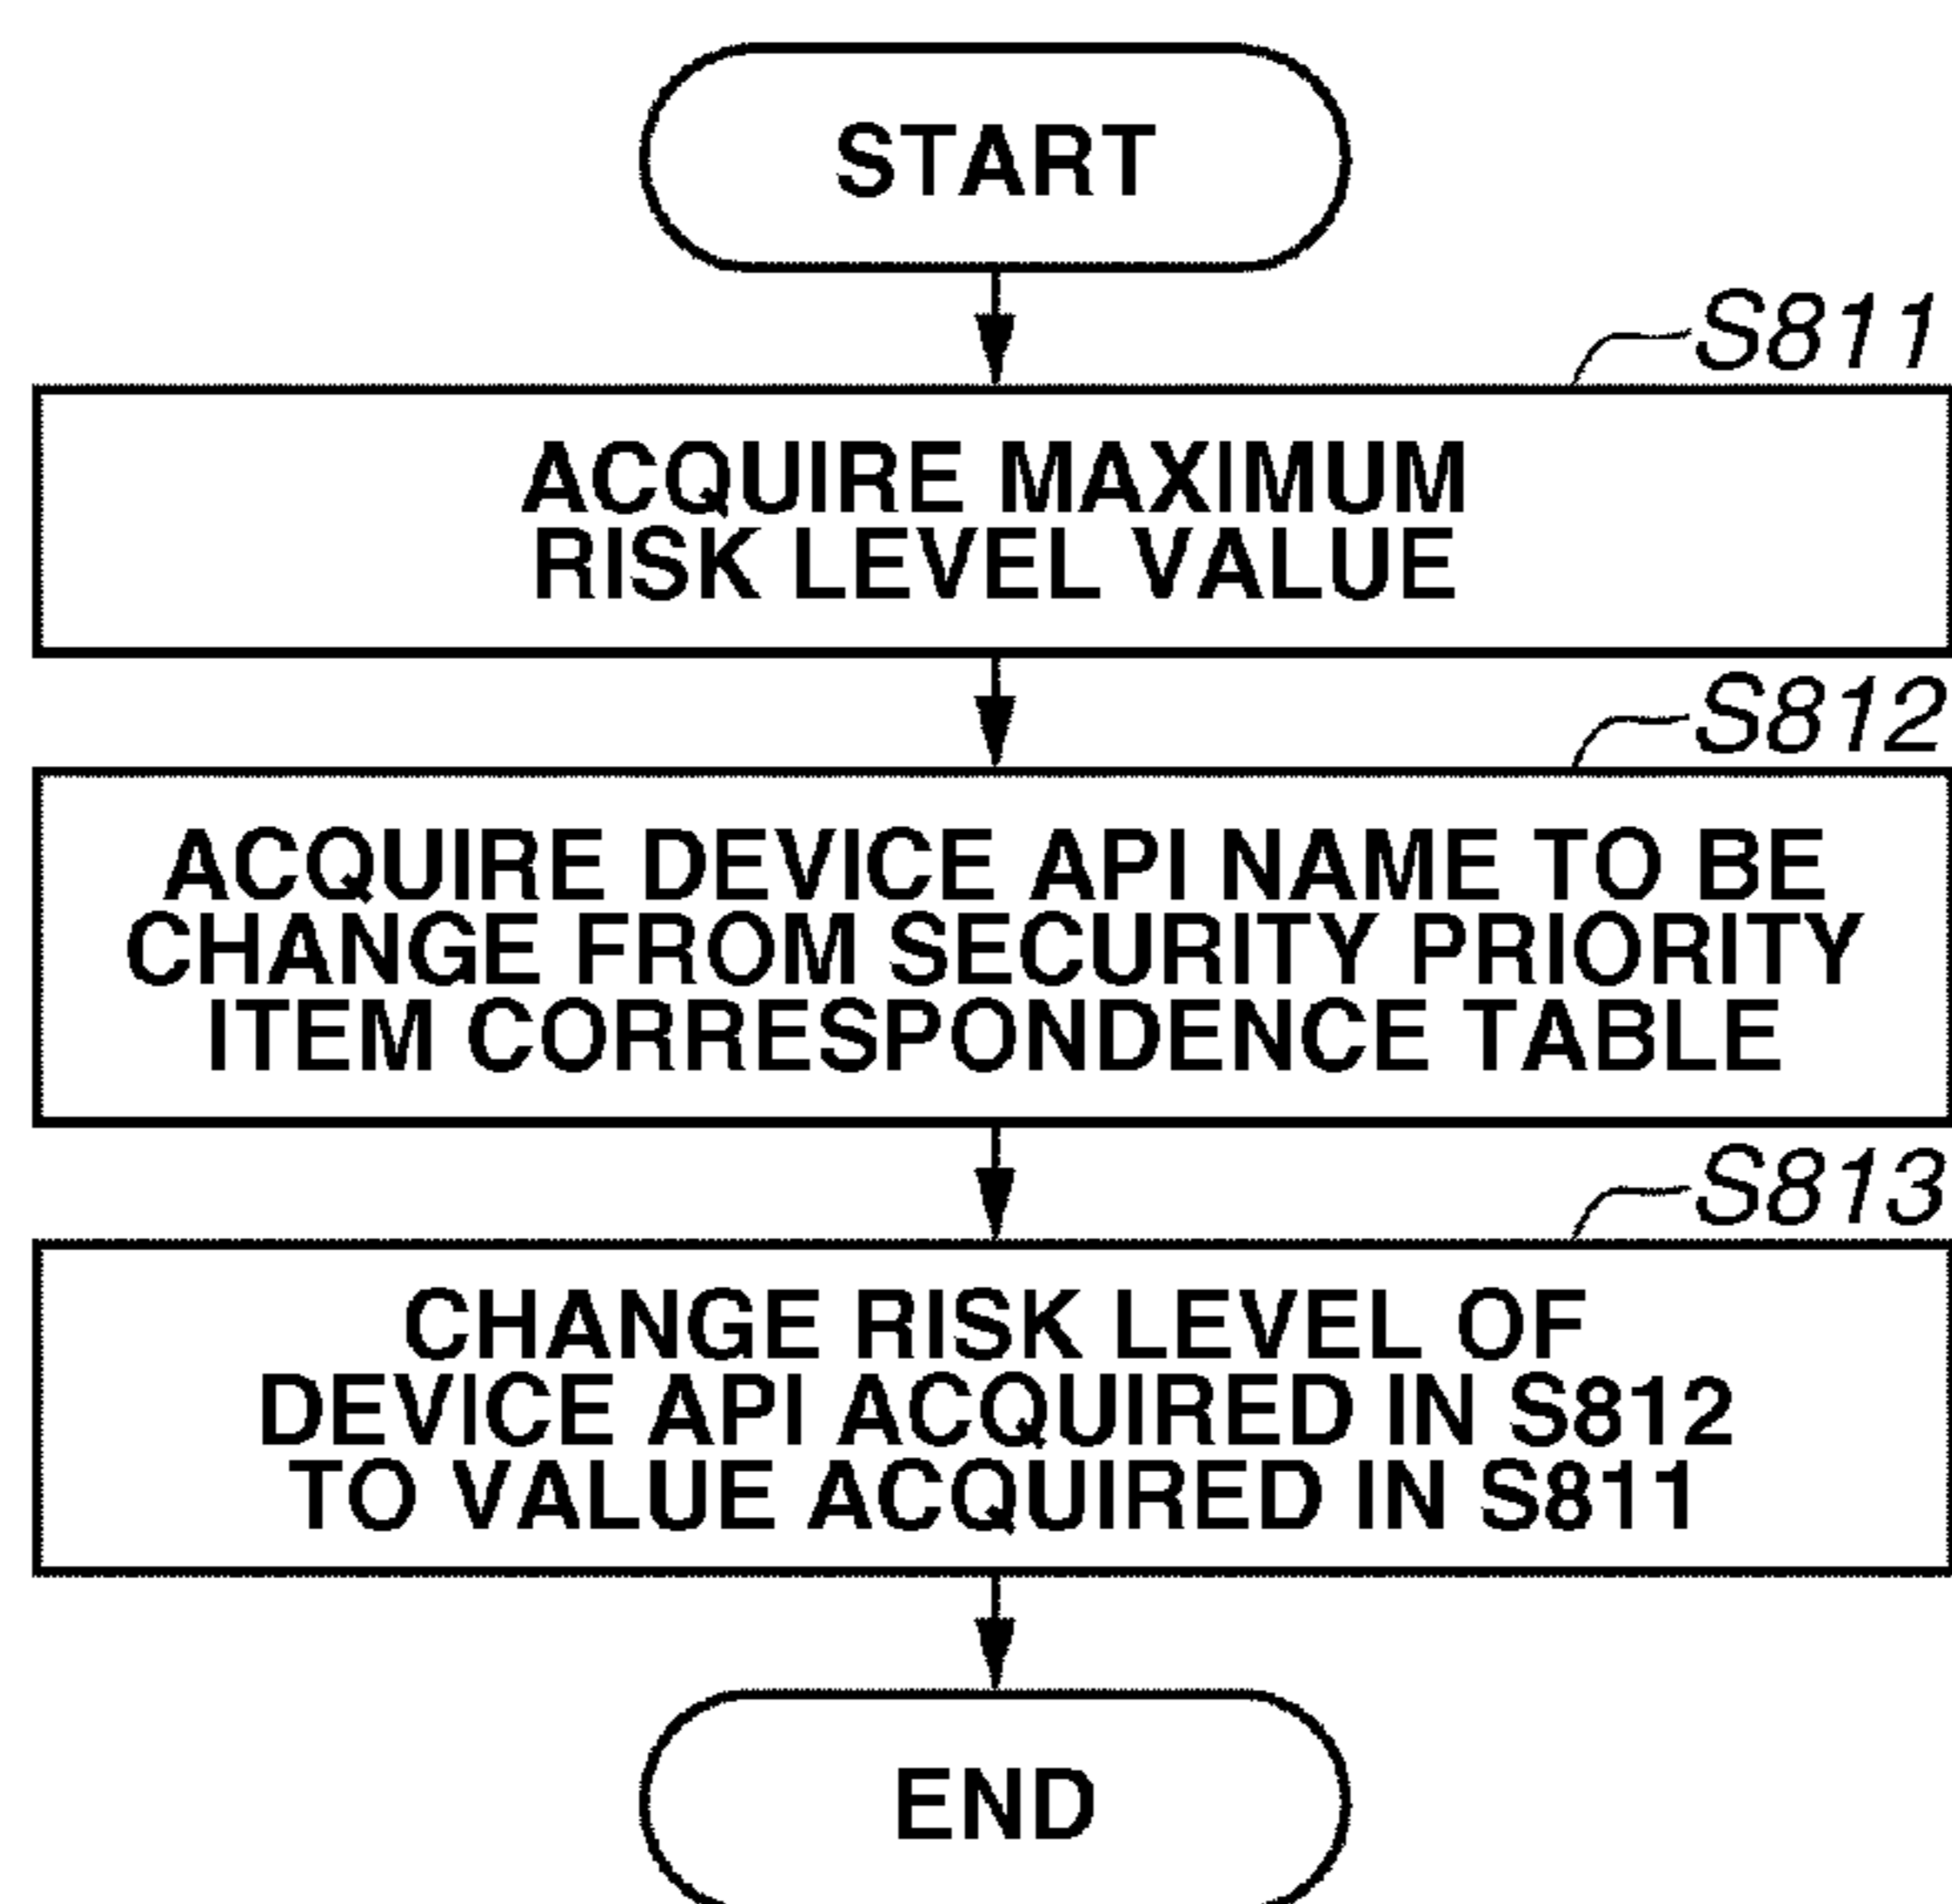 START
S811
ACQUIRE MAXIMUM
RISK LEVEL VALUE
S812
ACQUIRE DEVICE API NAME TO BE
CHANGE FROM SECURITY PRIORITY
ITEM CORRESPONDENCE TABLE
S813
CHANGE RISK LEVEL OF
DEVICE API ACQUIRED IN S812
TO VALUE ACQUIRED IN S811
END